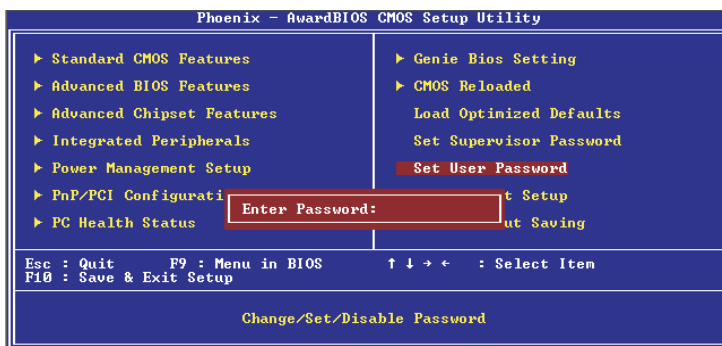 Phoenix - AwardBIOS CMOS Setup Utility
▶ Standard CMOS Features
▶ Advanced BIOS Features
▶ Advanced Chipset Features
▶ Integrated Peripherals
▶ Power Management Setup
▶ PnP/PCI Configurati
▶ PC Health Status
▶ Genie Bios Setting
▶ CMOS Reloaded
Load Optimized Defaults
Set Supervisor Password
Set User Password
t Setup
ut Saving
Enter Password:
Esc : Quit F9 : Menu in BIOS ↑ ↓ → ← : Select Item
F10 : Save & Exit Setup
Change/Set/Disable Password